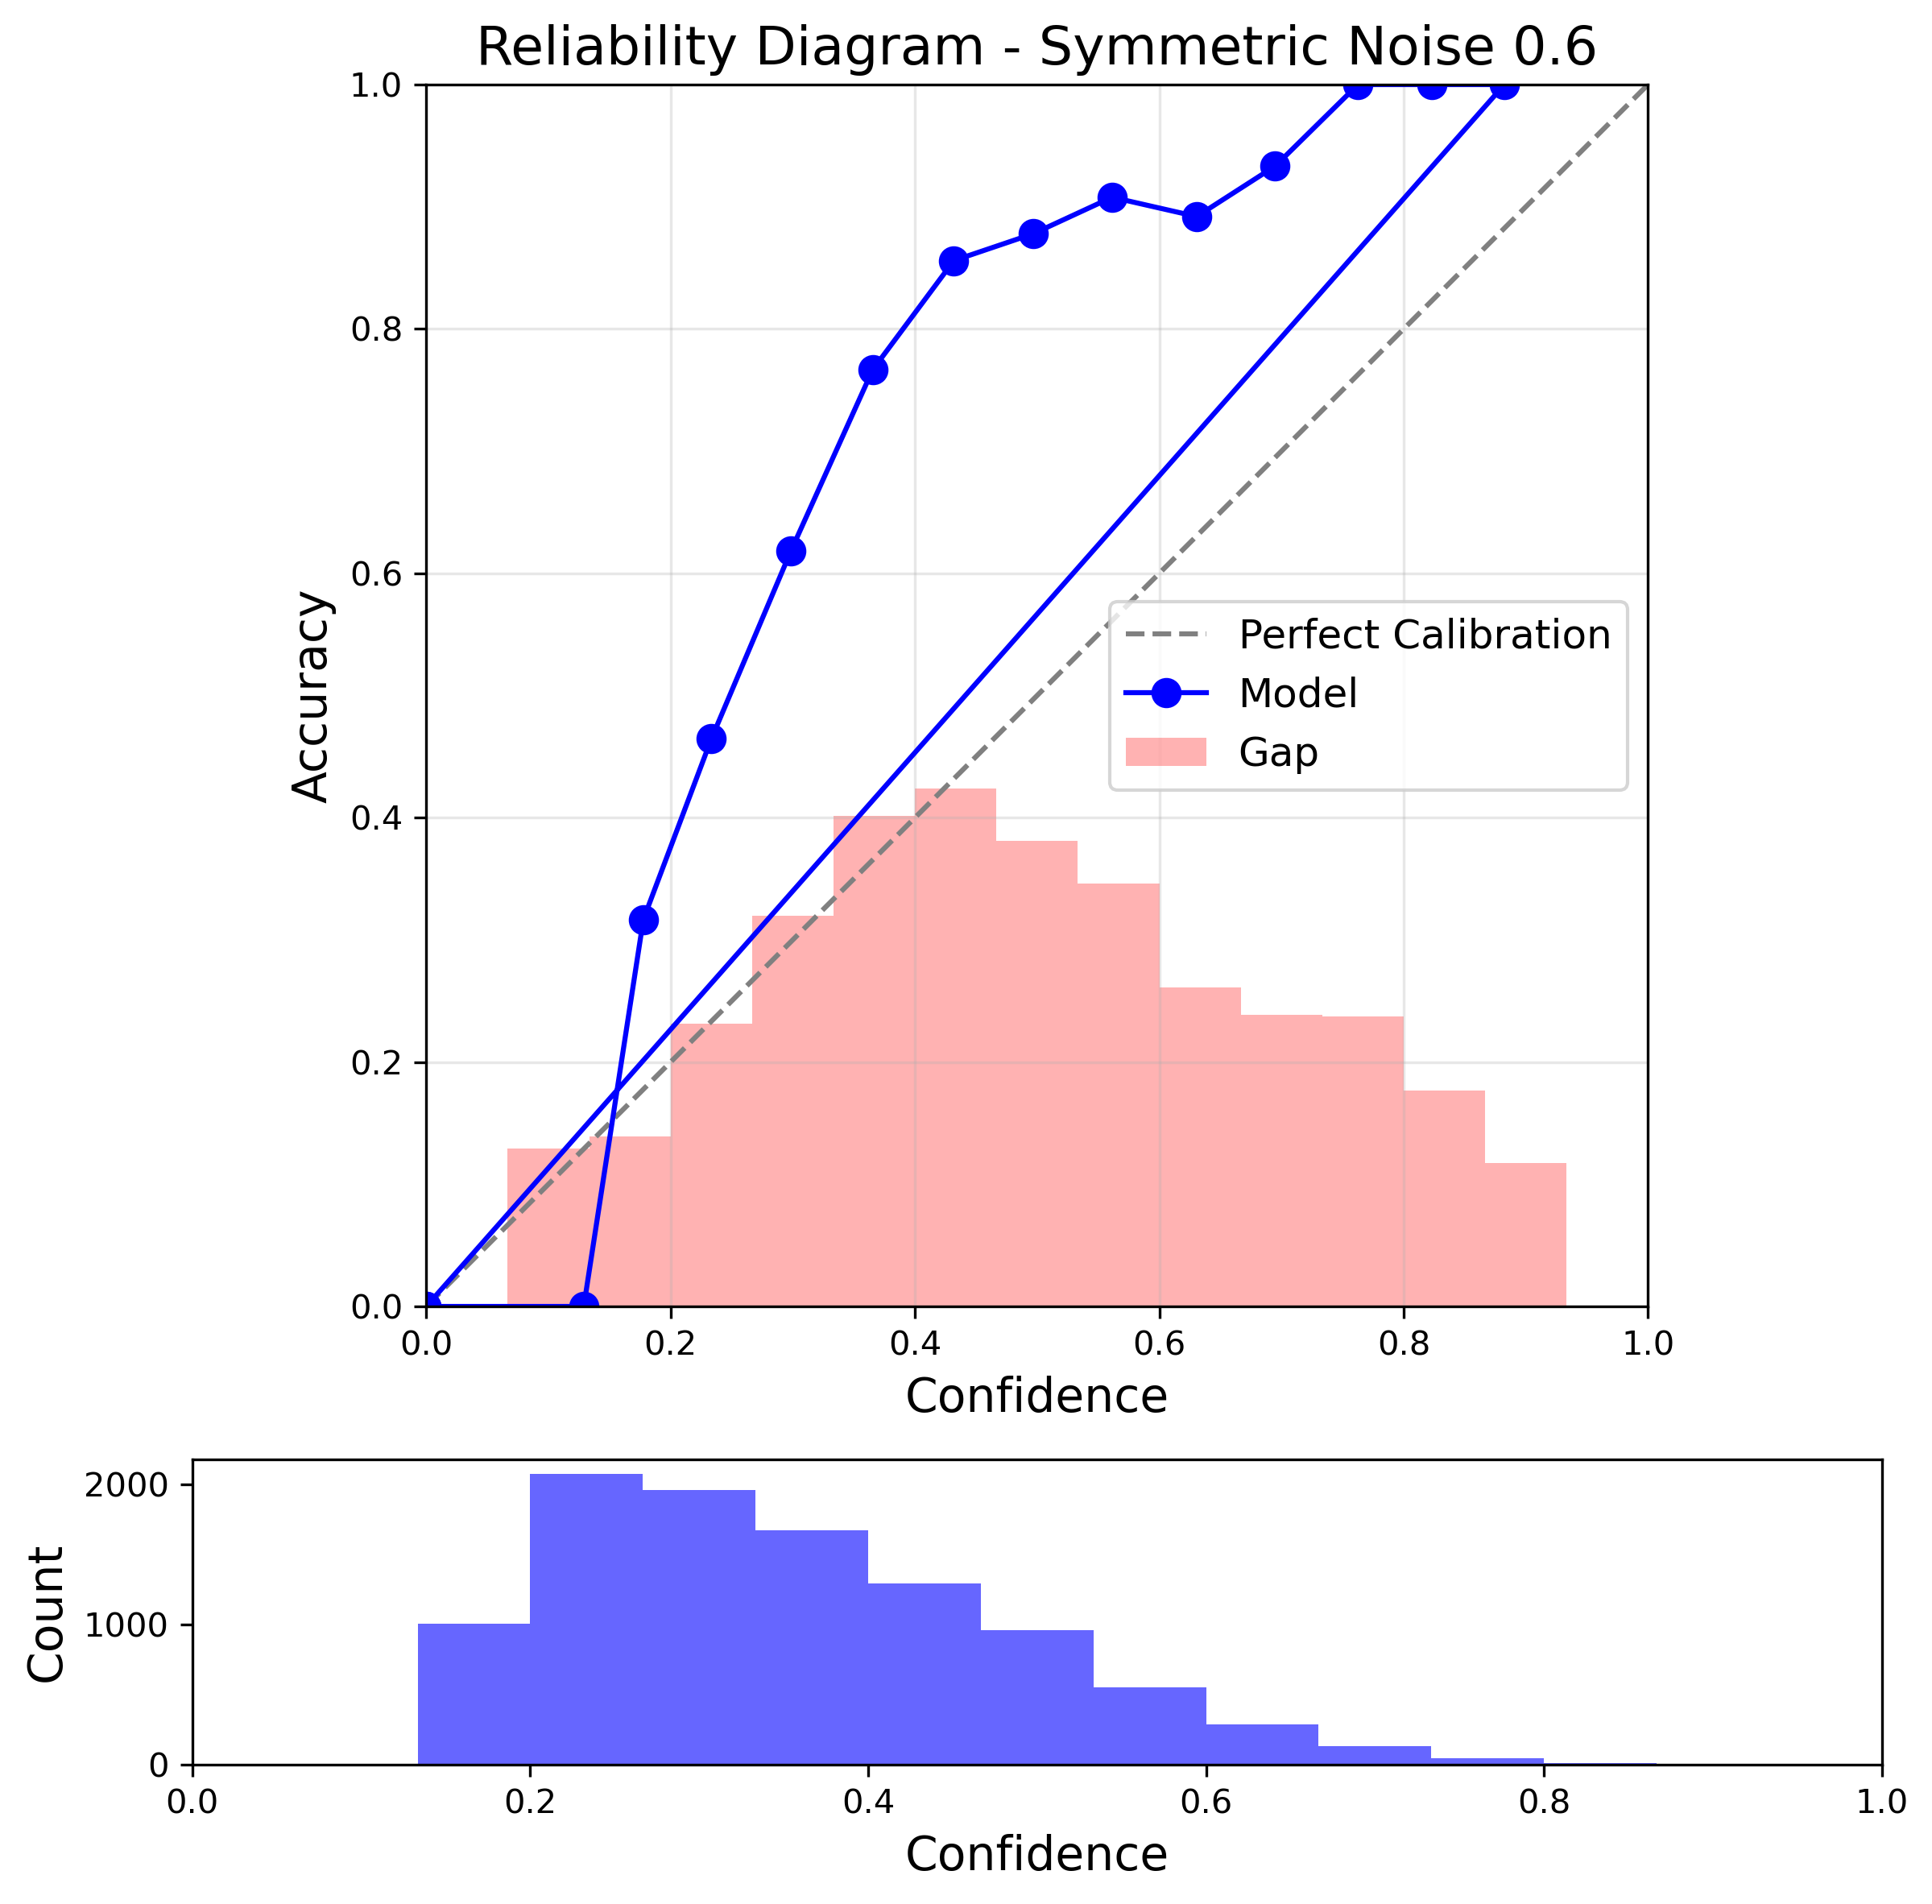 Reliability Diagram - Symmetric Noise 0.6
1.0
0.8
0.6
0.4
0.2
0.0
Accuracy
Perfect Calibration
Model
Gap
0.0 0.2 0.4 0.6 0.8 1.0
Confidence
2000
1000
0
Count
0.0 0.2 0.4 0.6 0.8 1.0
Confidence